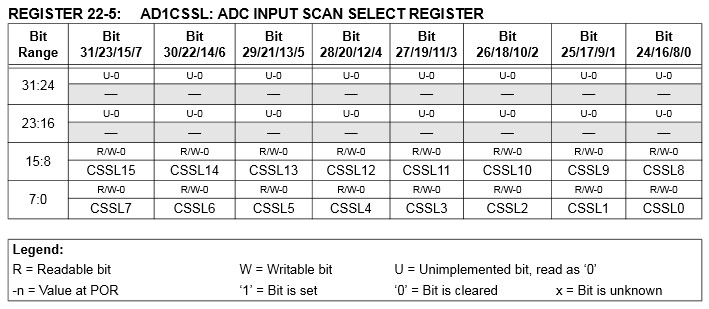 REGISTER 22-5: AD1CSSL: ADC INPUT SCAN SELECT REGISTER
Bit Range Bit 31/23/15/7 Bit 30/22/14/6 Bit 29/21/13/5 Bit 28/20/12/4 Bit 27/19/11/3 Bit 26/18/10/2 Bit 25/17/9/1 Bit 24/16/8/0
31:24 U-0 U-0 U-0 U-0 U-0 U-0 U-0 U-0
— — — — — — — —
23:16 U-0 U-0 U-0 U-0 U-0 U-0 U-0 U-0
— — — — — — — —
15:8 R/W-0 R/W-0 R/W-0 R/W-0 R/W-0 R/W-0 R/W-0 R/W-0
CSSL15 CSSL14 CSSL13 CSSL12 CSSL11 CSSL10 CSSL9 CSSL8
7:0 R/W-0 R/W-0 R/W-0 R/W-0 R/W-0 R/W-0 R/W-0 R/W-0
CSSL7 CSSL6 CSSL5 CSSL4 CSSL3 CSSL2 CSSL1 CSSL0
Legend:
R = Readable bit W = Writable bit U = Unimplemented bit, read as ‘0’
-n = Value at POR ‘1’ = Bit is set ‘0’ = Bit is cleared x = Bit is unknown